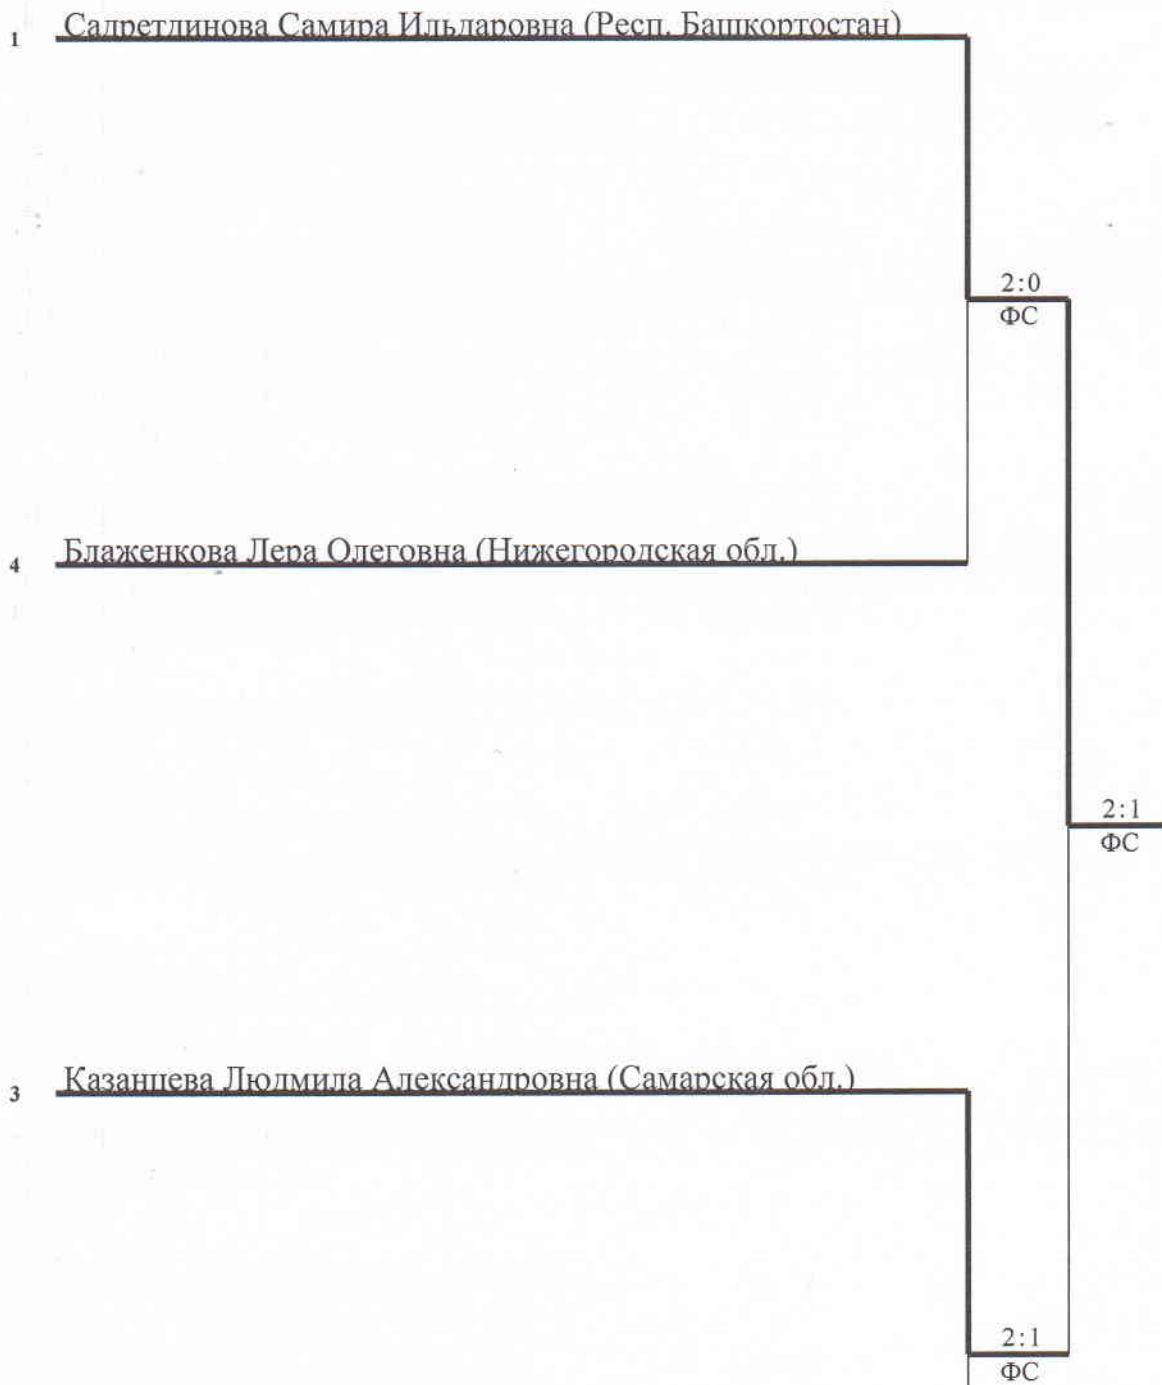 1 Садретдинова Самира Ильдаровна (Респ. Башкортостан)
2:0
ФС
4 Блаженкова Лера Олеговна (Нижегородская обл.)
2:1
ФС
3 Казанцева Людмила Александровна (Самарская обл.)
2:1
ФС